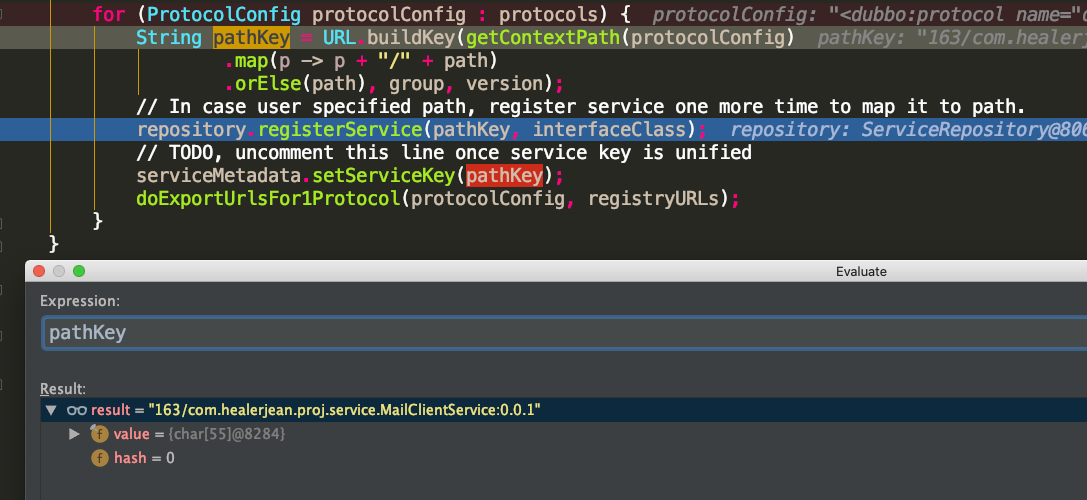 for (ProtocolConfig protocolConfig : protocols) { protocolConfig: "<dubbo:protocol name="
String pathKey = URL.buildKey(getContextPath(protocolConfig) pathKey: "163/com.healerj
.map(p -> p + "/" + path)
.orElse(path), group, version);
// In case user specified path, register service one more time to map it to path.
repository.registerService(pathKey, interfaceClass); repository: ServiceRepository@800
// TODO, uncomment this line once service key is unified
serviceMetadata.setServiceKey(pathKey);
doExportUrlsFor1Protocol(protocolConfig, registryURLs);
}
}
Evaluate
Expression:
pathKey
Result:
result = "163/com.healerjean.proj.service.MailClientService:0.0.1"
f value = {char[55]@8284}
f hash = 0